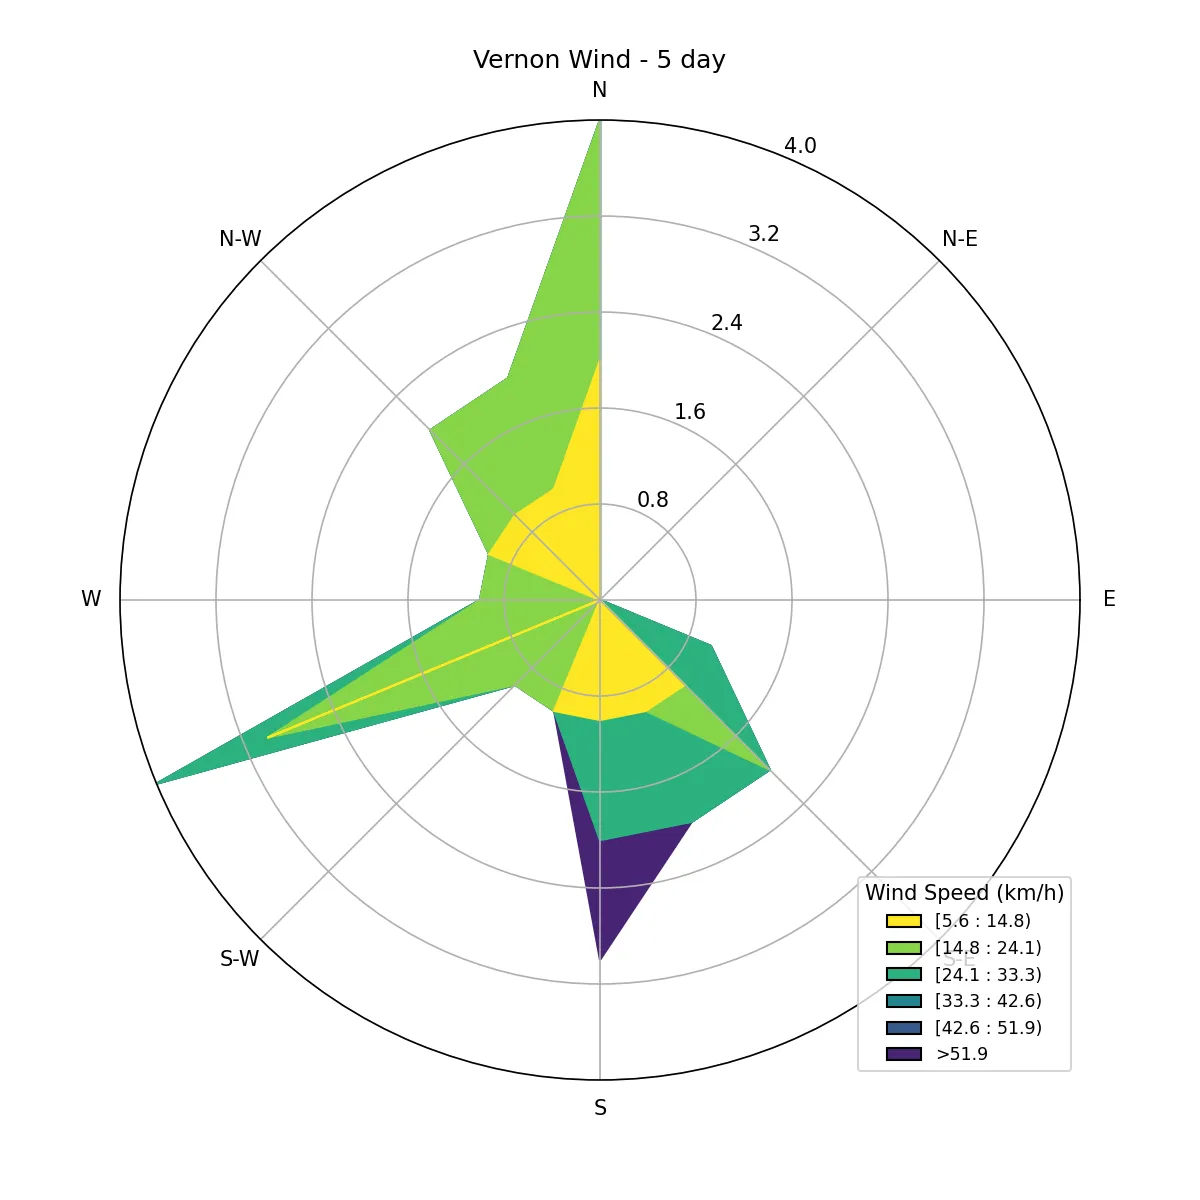 Vernon Wind - 5 day
N
4.0
N-W
N-E
3.2
2.4
1.6
0.8
W
E
Wind Speed (km/h)
[5.6 : 14.8)
[14.8 : 24.1)
S-W
S-E
[24.1 : 33.3)
[33.3 : 42.6)
[42.6 : 51.9)
>51.9
S